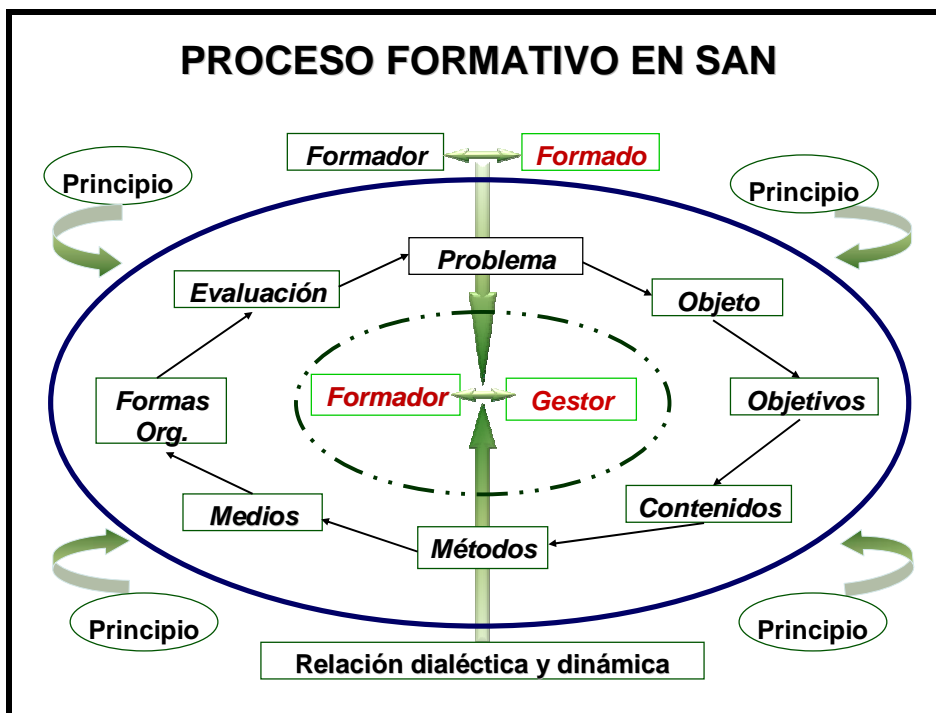 PROCESO FORMATIVO EN SAN
Formador
Formado
Principio
Principio
Problema
Evaluación
Objeto
Formador
Gestor
Formas
Org.
Objetivos
Medios
Contenidos
Métodos
Principio
Principio
Relación dialéctica y dinámica